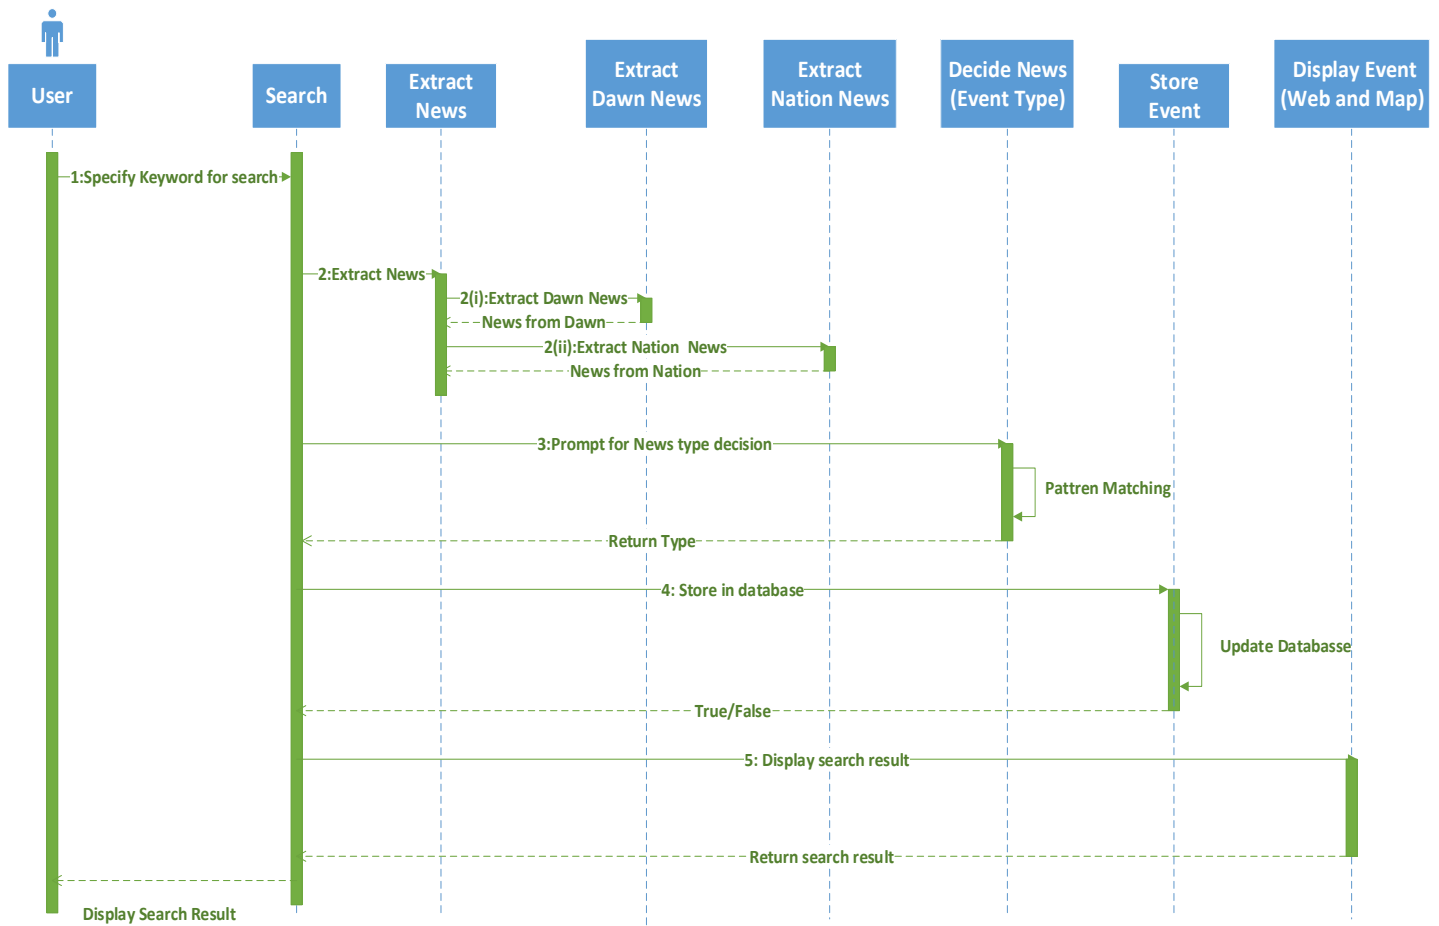 User
Search
Extract
News
Extract
Dawn News
Extract
Nation News
Decide News
(Event Type)
Store
Event
Display Event
(Web and Map)
1:Specify Keyword for search
2:Extract News
2(i):Extract Dawn News
News from Dawn
2(ii):Extract Nation  News
News from Nation
3:Prompt for News type decision
Pattren Matching
Return Type
4: Store in database
Update Databasse
True/False
5: Display search result
Return search result
Display Search Result